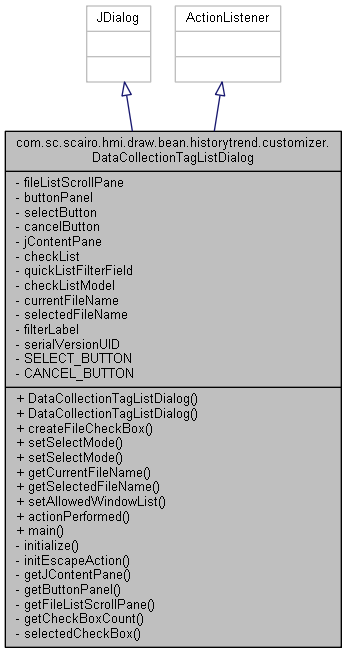 JDialog
ActionListener
com.sc.scairo.hmi.draw.bean.historytrend.customizer.
DataCollectionTagListDialog
- fileListScrollPane
- buttonPanel
- selectButton
- cancelButton
- jContentPane
- checkList
- quickListFilterField
- checkListModel
- currentFileName
- selectedFileName
- filterLabel
- serialVersionUID
- SELECT_BUTTON
- CANCEL_BUTTON
+ DataCollectionTagListDialog()
+ DataCollectionTagListDialog()
+ createFileCheckBox()
+ setSelectMode()
+ setSelectMode()
+ getCurrentFileName()
+ getSelectedFileName()
+ setAllowedWindowList()
+ actionPerformed()
+ main()
- initialize()
- initEscapeAction()
- getJContentPane()
- getButtonPanel()
- getFileListScrollPane()
- getCheckBoxCount()
- selectedCheckBox()